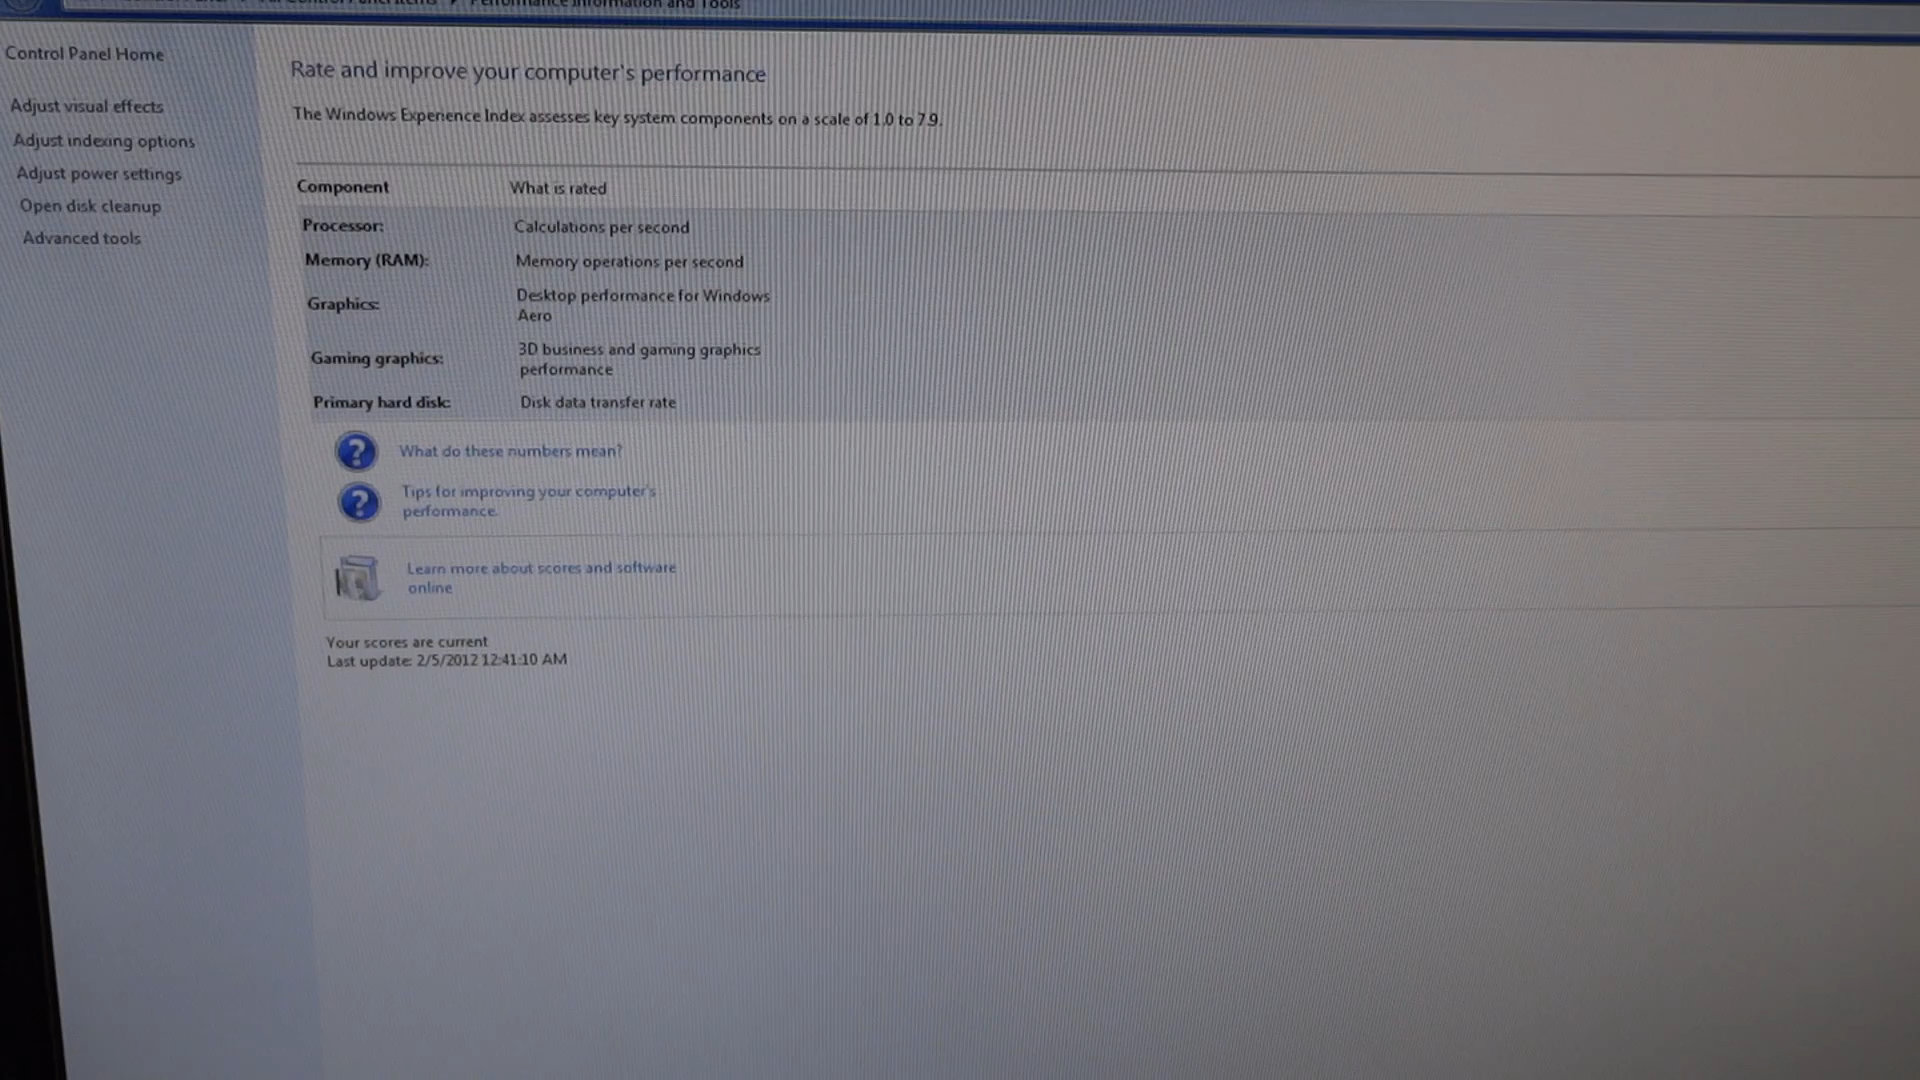 Performance Information and Tools
Control Panel Home
Adjust visual effects
Adjust indexing options
Adjust power settings
Open disk cleanup
Advanced tools
Rate and improve your computer's performance
The Windows Experience Index assesses key system components on a scale of 1.0 to 7.9.
Component What is rated
Processor: Calculations per second
Memory (RAM): Memory operations per second
Graphics: Desktop performance for Windows
Aero
Gaming graphics: 3D business and gaming graphics
performance
Primary hard disk: Disk data transfer rate
What do these numbers mean?
Tips for improving your computer's
performance.
Learn more about scores and software
online
Your scores are current
Last update: 2/5/2012 12:41:10 AM